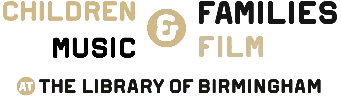 CHILDREN & FAMILIES
MUSIC FILM
AT THE LIBRARY OF BIRMINGHAM